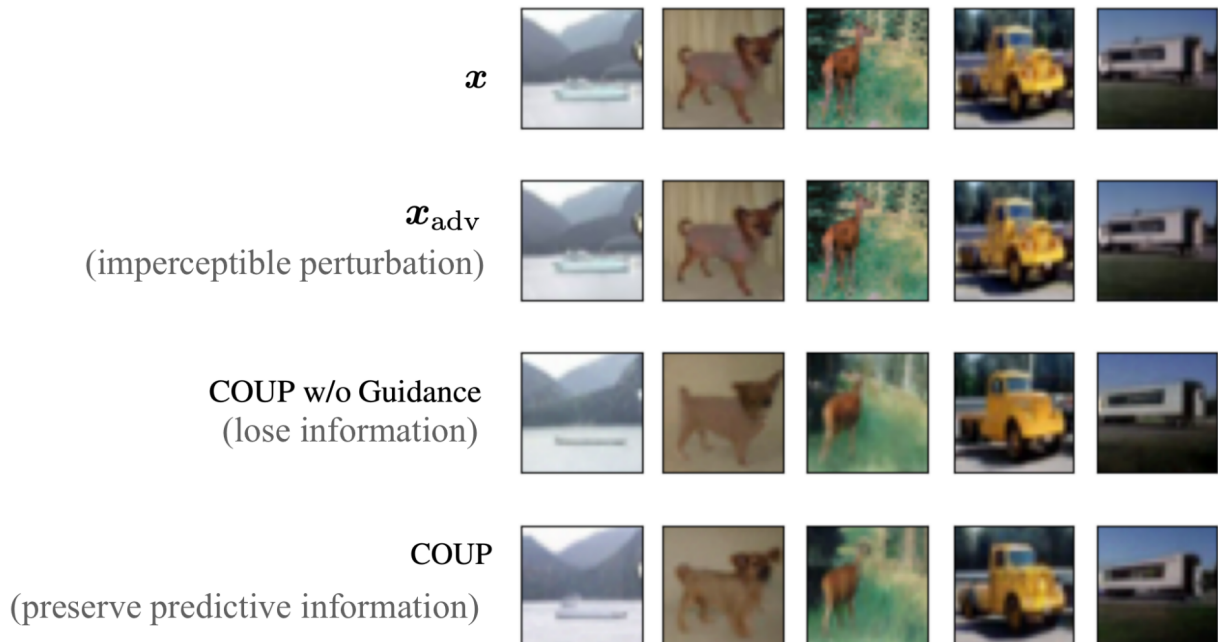 x
x_adv
(imperceptible perturbation)
COUP w/o Guidance
(lose information)
COUP
(preserve predictive information)